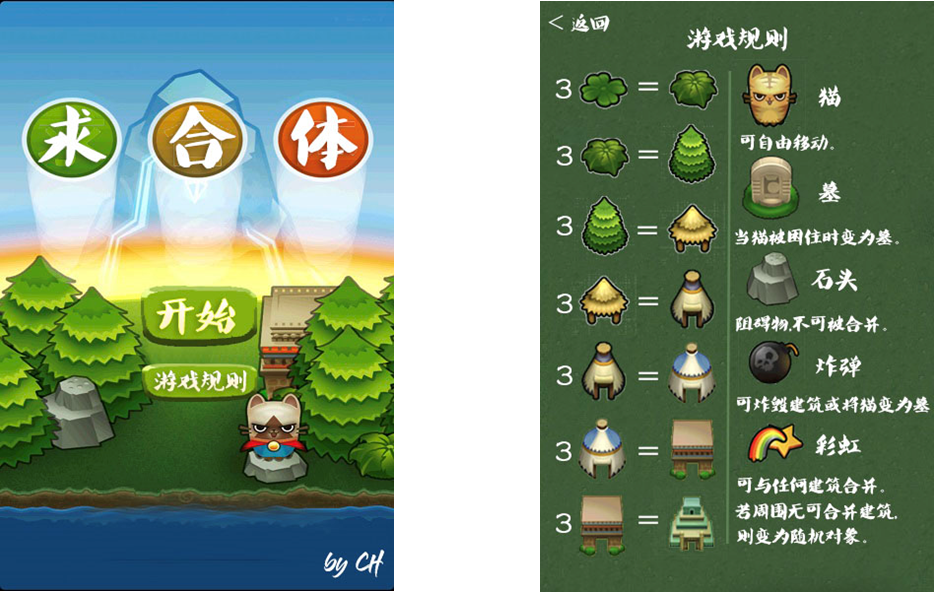 求合体
开始
游戏规则
by CH
< 返回
游戏规则
3 =
3 =
3 =
3 =
3 =
3 =
3 =
猫
可自由移动。
墓
当猫被困住时变为墓。
石头
阻碍物,不可被合并。
炸弹
可炸毁建筑或将猫变为墓
彩虹
可与任何建筑合并。
若周围无可合并建筑,
则变为随机对象。